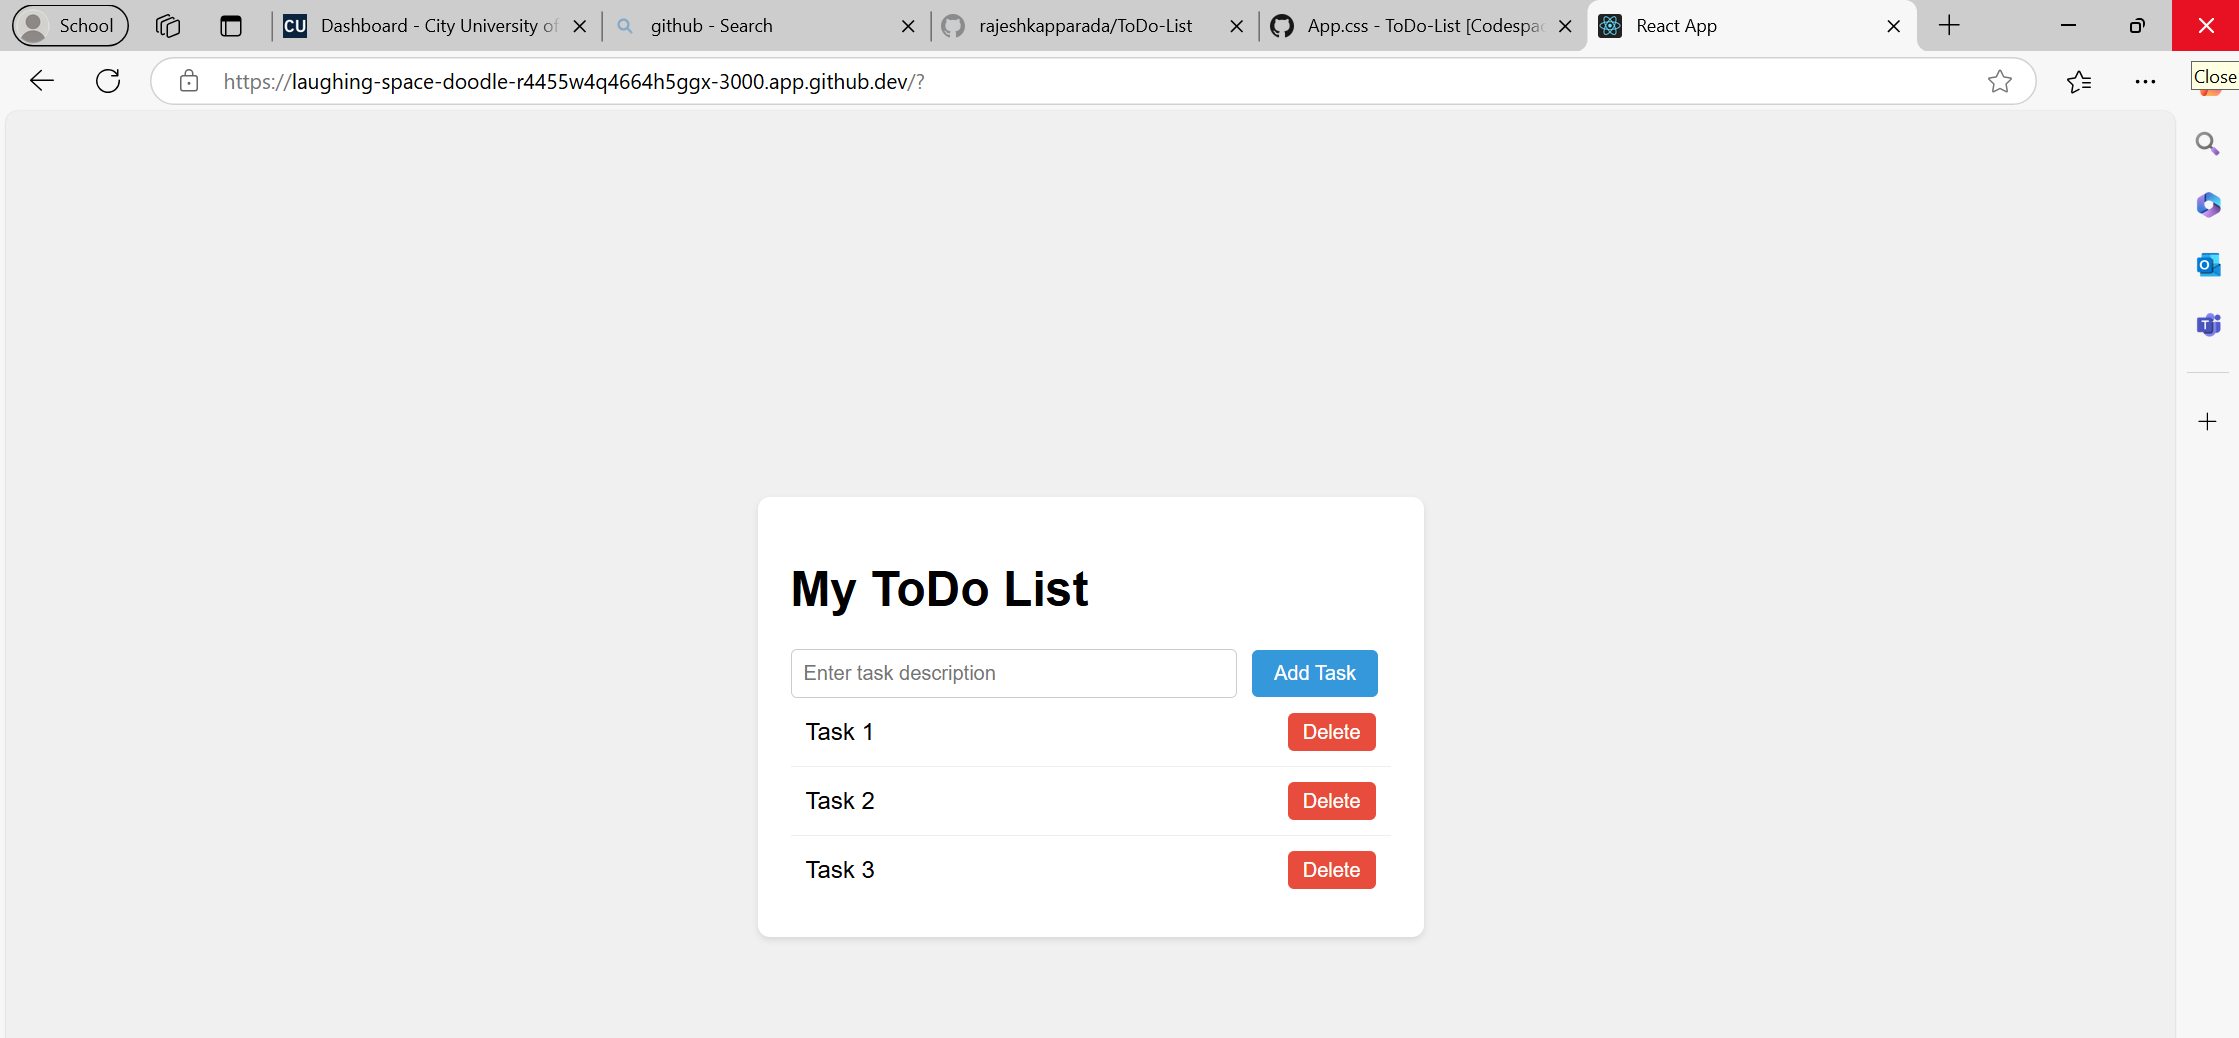 School
CU Dashboard - City University of
github - Search
rajeshkapparada/ToDo-List
App.css - ToDo-List [Codespac
React App
https://laughing-space-doodle-r4455w4q4664h5ggx-3000.app.github.dev/?
Close
My ToDo List
Enter task description Add Task
Task 1 Delete
Task 2 Delete
Task 3 Delete